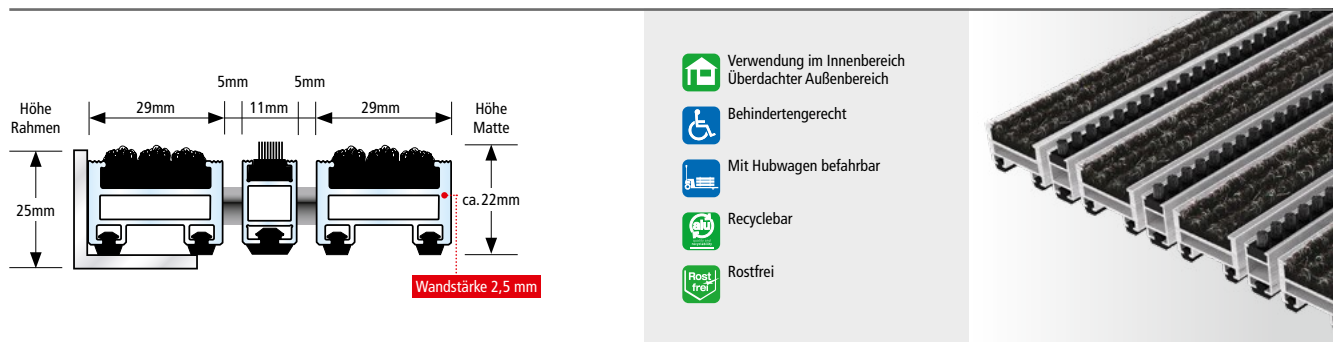 5mm
5mm
Höhe
Rahmen
29mm
11mm
29mm
Höhe
Matte
25mm
ca. 22mm
Wandstärke 2,5 mm
Verwendung im Innenbereich
Überdachter Außenbereich
Behindertengerecht
Mit Hubwagen befahrbar
alu
Recyclebar
Rost
frei
Rostfrei